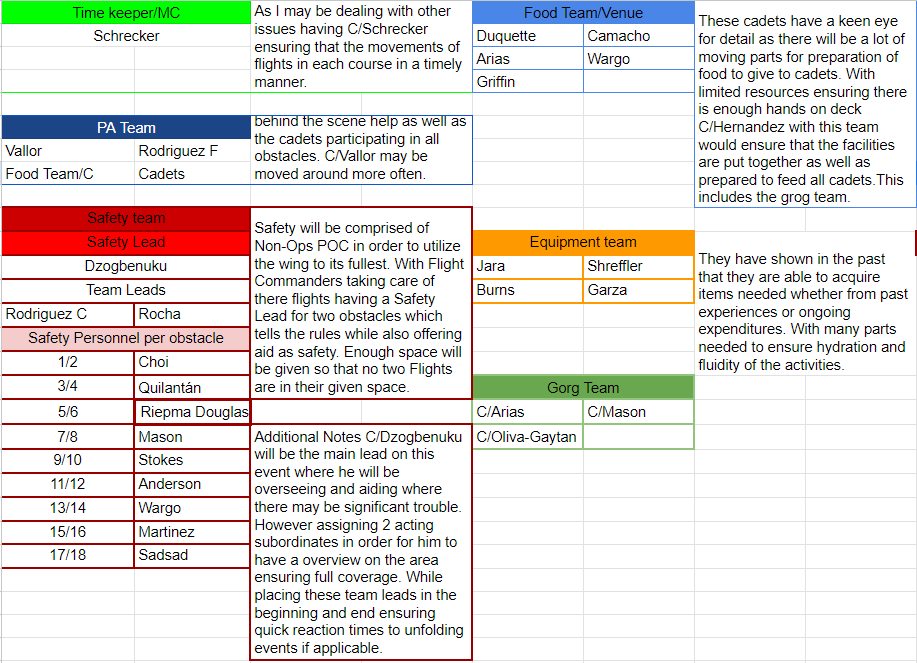 Time keeper/MC
Schrecker
As I may be dealing with other
issues having C/Schrecker
ensuring that the movements of
flights in each course in a timely
manner.
Food Team/Venue
Duquette Camacho
Arias Wargo
Griffin
These cadets have a keen eye
for detail as there will be a lot of
moving parts for preparation of
food to give to cadets. With
limited resources ensuring there
is enough hands on deck
C/Hernandez with this team
would ensure that the facilities
are put together as well as
prepared to feed all cadets.This
includes the grog team.
PA Team
Vallor Rodriguez F
Food Team/C Cadets
behind the scene help as well as
the cadets participating in all
obstacles. C/Vallor may be
moved around more often.
Safety team
Safety Lead
Dzogbenuku
Team Leads
Rodriguez C Rocha
Safety Personnel per obstacle
1/2 Choi
3/4 Quilantán
5/6 Riepma Douglas
7/8 Mason
9/10 Stokes
11/12 Anderson
13/14 Wargo
15/16 Martinez
17/18 Sadsad
Safety will be comprised of
Non-Ops POC in order to utilize
the wing to its fullest. With Flight
Commanders taking care of
there flights having a Safety
Lead for two obstacles which
tells the rules while also offering
aid as safety. Enough space will
be given so that no two Flights
are in their given space.
Additional Notes C/Dzogbenuku
will be the main lead on this
event where he will be
overseeing and aiding where
there may be significant trouble.
However assigning 2 acting
subordinates in order for him to
have a overview on the area
ensuring full coverage. While
placing these team leads in the
beginning and end ensuring
quick reaction times to unfolding
events if applicable.
Equipment team
Jara Shreffler
Burns Garza
They have shown in the past
that they are able to acquire
items needed whether from past
experiences or ongoing
expenditures. With many parts
needed to ensure hydration and
fluidity of the activities.
Gorg Team
C/Arias C/Mason
C/Oliva-Gaytan